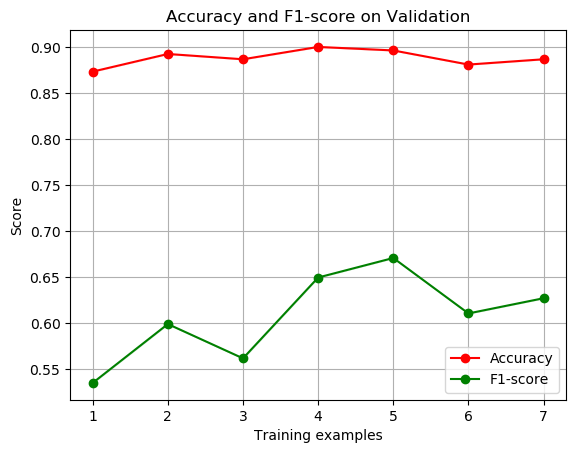 Accuracy and F1-score on Validation
Score
0.90
0.85
0.80
0.75
0.70
0.65
0.60
0.55
Accuracy
F1-score
1 2 3 4 5 6 7
Training examples